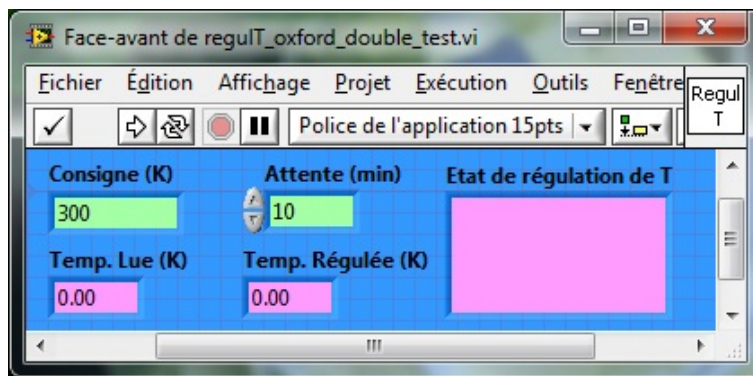 Face-avant de regulT_oxford_double_test.vi
Fichier Édition Affichage Projet Exécution Outils Fenêtre
Regul
T
Police de l'application 15pts
Consigne (K) Attente (min) Etat de régulation de T
300 10
Temp. Lue (K) Temp. Régulée (K)
0.00 0.00